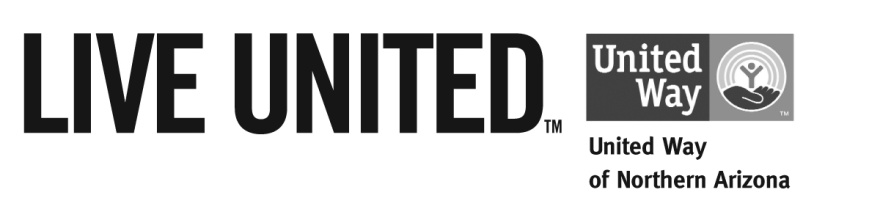 LIVE UNITED™
United
Way
™
United Way
of Northern Arizona